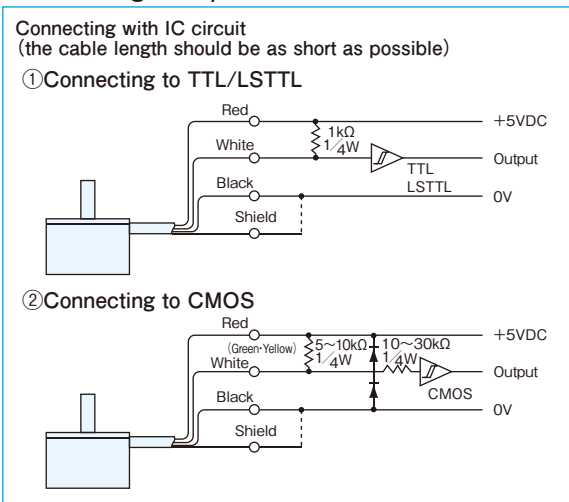 Connecting with IC circuit
(the cable length should be as short as possible)
①Connecting to TTL/LSTTL
Red
+5VDC
1kΩ
1/4W
White
Output
TTL
LSTTL
Black
0V
Shield
②Connecting to CMOS
Red
+5VDC
(Green·Yellow)
5~10kΩ
1/4W
10~30kΩ
1/4W
White
Output
CMOS
Black
0V
Shield